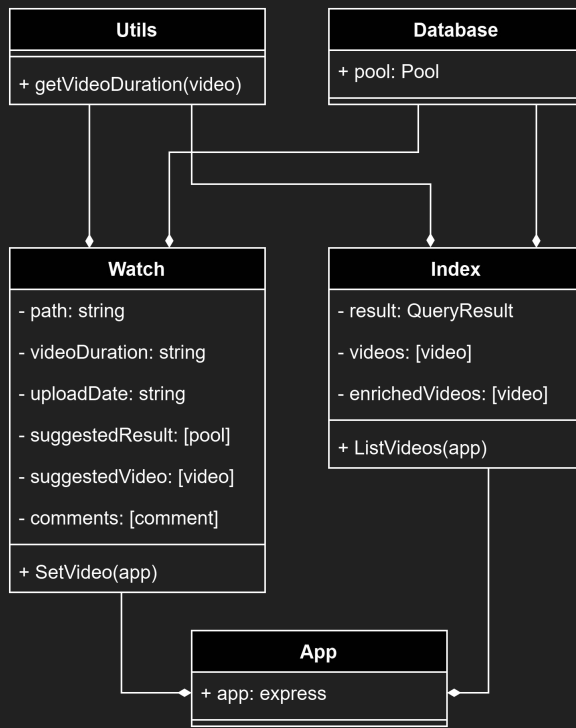 Utils
+ getVideoDuration(video)
Database
+ pool: Pool
Watch
- path: string
- videoDuration: string
- uploadDate: string
- suggestedResult: [pool]
- suggestedVideo: [video]
- comments: [comment]
+ SetVideo(app)
Index
- result: QueryResult
- videos: [video]
- enrichedVideos: [video]
+ ListVideos(app)
App
+ app: express